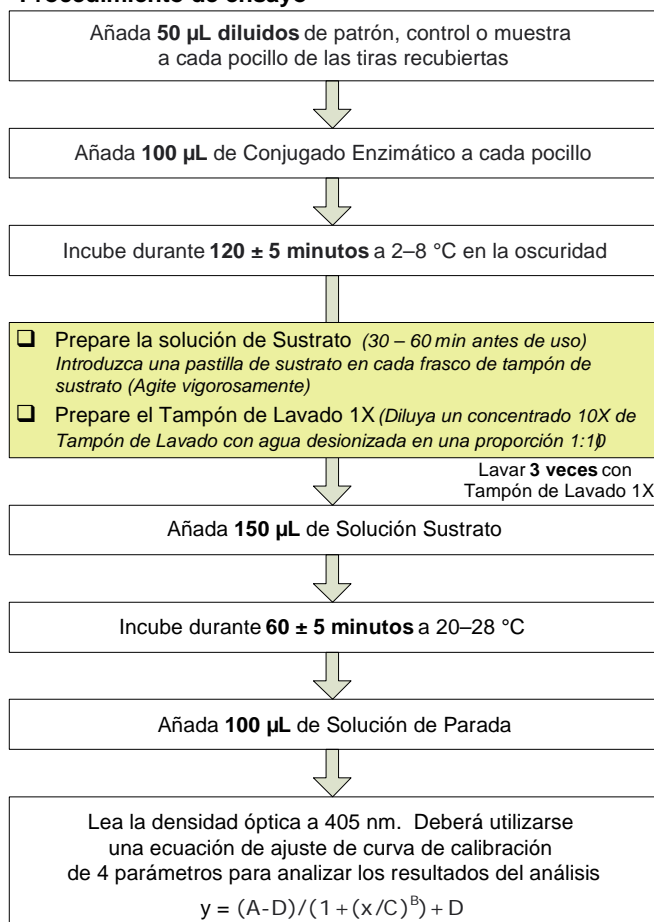 Procedimiento de ensayo
Añada 50 µL diluidos de patrón, control o muestra
a cada pocillo de las tiras recubiertas
Añada 100 µL de Conjugado Enzimático a cada pocillo
Incube durante 120 ± 5 minutos a 2–8 °C en la oscuridad
❑ Prepare la solución de Sustrato (30 – 60 min antes de uso)
Introduzca una pastilla de sustrato en cada frasco de tampón de
sustrato (Agite vigorosamente)
❑ Prepare el Tampón de Lavado 1X (Diluya un concentrado 10X de
Tampón de Lavado con agua desionizada en una proporción 1:10)
Lavar 3 veces con
Tampón de Lavado 1X
Añada 150 µL de Solución Sustrato
Incube durante 60 ± 5 minutos a 20–28 °C
Añada 100 µL de Solución de Parada
Lea la densidad óptica a 405 nm. Deberá utilizarse
una ecuación de ajuste de curva de calibración
de 4 parámetros para analizar los resultados del análisis
y = (A-D)/(1+(x/C)^B)+D